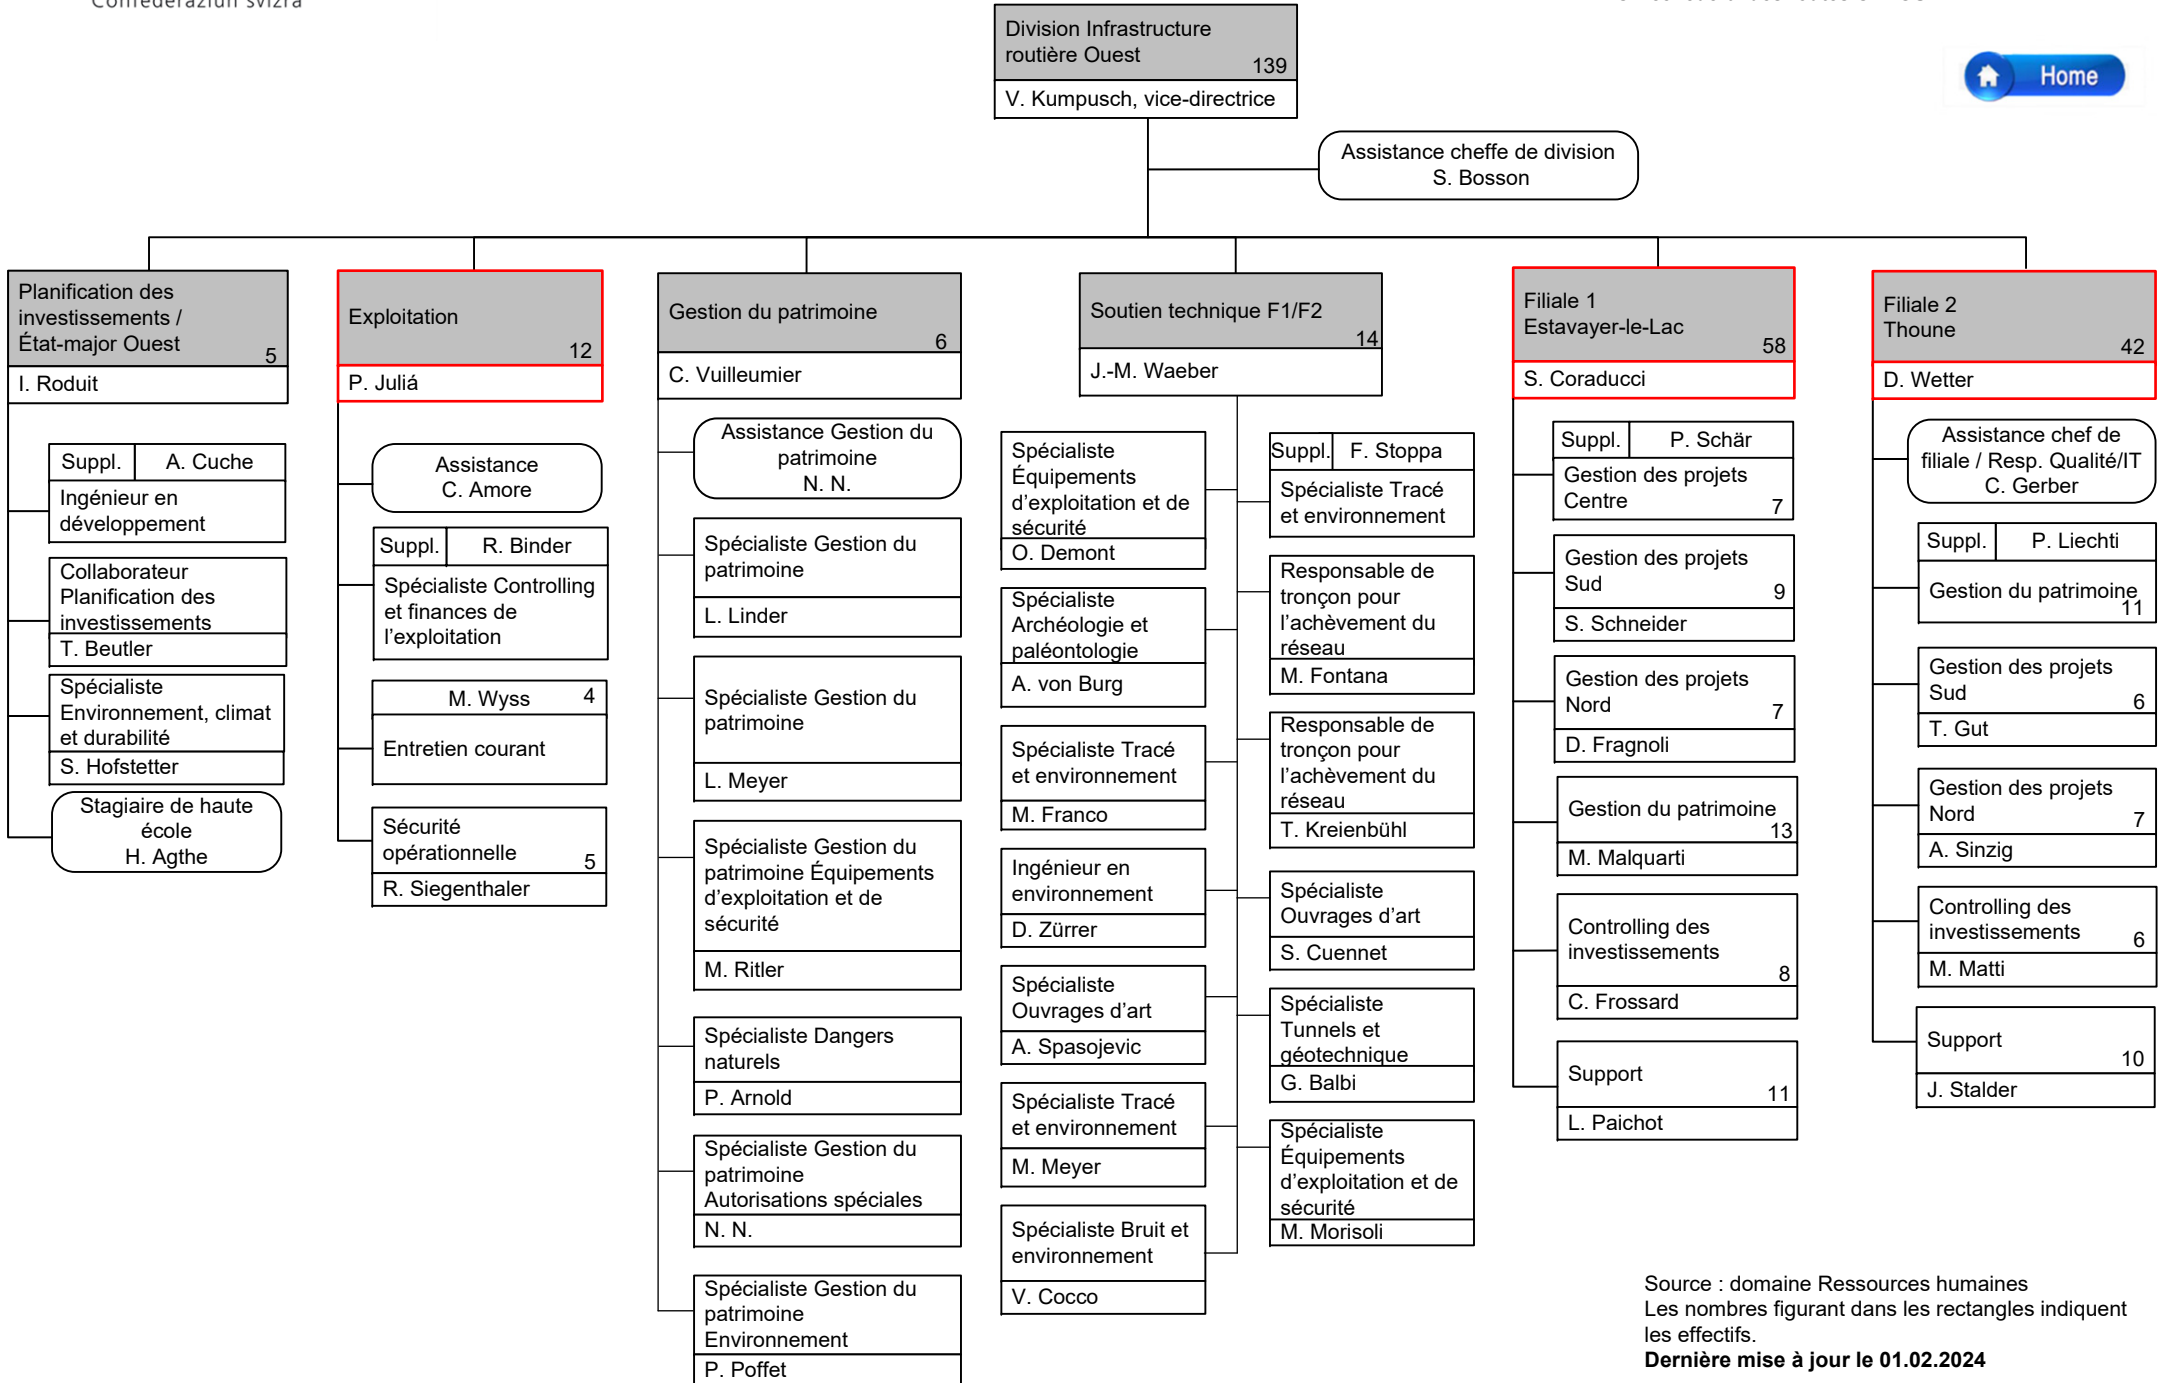 Confederaziun svizra
Division Infrastructure
routière Ouest
139
V. Kumpusch, vice-directrice
Home
Assistance cheffe de division
S. Bosson
Planification des
investissements /
État-major Ouest
5
I. Roduit
Suppl.
A. Cuche
Ingénieur en
développement
Collaborateur
Planification des
investissements
T. Beutler
Spécialiste
Environnement, climat
et durabilité
S. Hofstetter
Stagiaire de haute
école
H. Agthe
Exploitation
12
P. Juliá
Assistance
C. Amore
Suppl.
R. Binder
Spécialiste Controlling
et finances de
l’exploitation
M. Wyss
4
Entretien courant
Sécurité
opérationnelle
5
R. Siegenthaler
Gestion du patrimoine
6
C. Vuilleumier
Assistance Gestion du
patrimoine
N. N.
Spécialiste Gestion du
patrimoine
L. Linder
Spécialiste Gestion du
patrimoine
L. Meyer
Spécialiste Gestion du
patrimoine Équipements
d’exploitation et de
sécurité
M. Ritler
Spécialiste Dangers
naturels
P. Arnold
Spécialiste Gestion du
patrimoine
Autorisations spéciales
N. N.
Spécialiste Gestion du
patrimoine
Environnement
P. Poffet
Soutien technique F1/F2
14
J.-M. Waeber
Spécialiste
Équipements
d’exploitation et de
sécurité
O. Demont
Spécialiste
Archéologie et
paléontologie
A. von Burg
Spécialiste Tracé
et environnement
M. Franco
Ingénieur en
environnement
D. Zürrer
Spécialiste
Ouvrages d’art
A. Spasojevic
Spécialiste Tracé
et environnement
M. Meyer
Spécialiste Bruit et
environnement
V. Cocco
Suppl.
F. Stoppa
Spécialiste Tracé
et environnement
Responsable de
tronçon pour
l’achèvement du
réseau
M. Fontana
Responsable de
tronçon pour
l’achèvement du
réseau
T. Kreienbühl
Spécialiste
Ouvrages d’art
S. Cuennet
Spécialiste
Tunnels et
géotechnique
G. Balbi
Spécialiste
Équipements
d’exploitation et de
sécurité
M. Morisoli
Filiale 1
Estavayer-le-Lac
58
S. Coraducci
Suppl.
P. Schär
Gestion des projets
Centre
7
Gestion des projets
Sud
9
S. Schneider
Gestion des projets
Nord
7
D. Fragnoli
Gestion du patrimoine
13
M. Malquarti
Controlling des
investissements
8
C. Frossard
Support
11
L. Paichot
Filiale 2
Thoune
42
D. Wetter
Assistance chef de
filiale / Resp. Qualité/IT
C. Gerber
Suppl.
P. Liechti
Gestion du patrimoine
11
Gestion des projets
Sud
6
T. Gut
Gestion des projets
Nord
7
A. Sinzig
Controlling des
investissements
6
M. Matti
Support
10
J. Stalder
Source : domaine Ressources humaines
Les nombres figurant dans les rectangles indiquent
les effectifs.
Dernière mise à jour le 01.02.2024